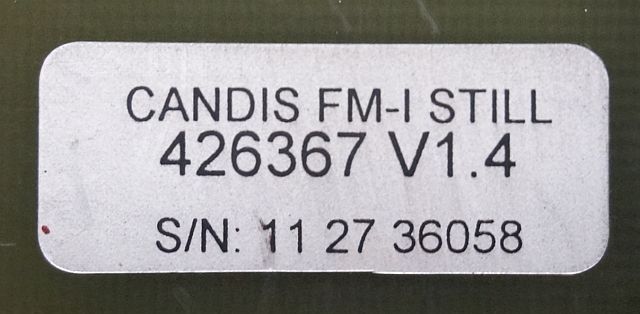 CANDIS FM-I STILL
426367 V1.4
S/N: 11 27 36058